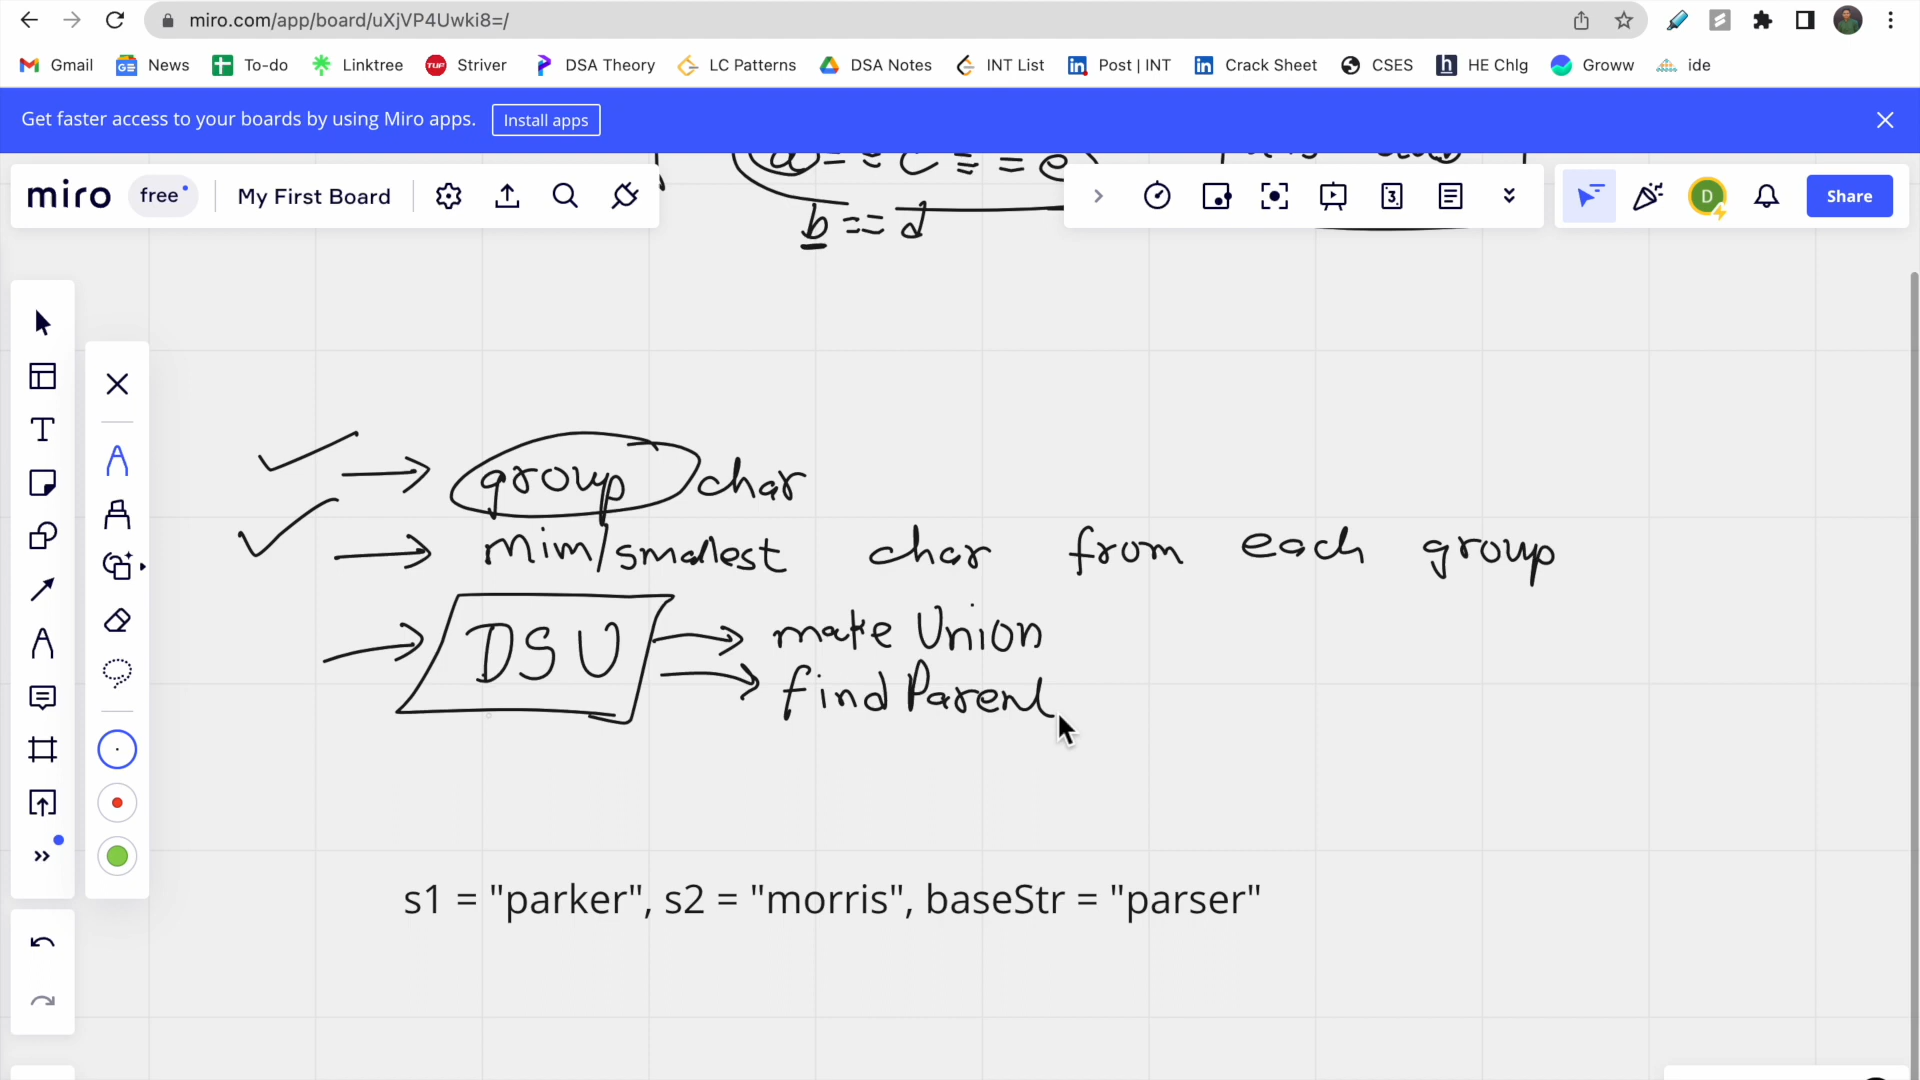 miro.com/app/board/uXjVP4Uwki8=/
Gmail News To-do Linktree TUF Striver DSA Theory LC Patterns DSA Notes INT List Post | INT Crack Sheet CSES HE Chlg Groww ide
Get faster access to your boards by using Miro apps. Install apps
a == c == e
miro free My First Board 3 D Share
b == d
→ group char
→ mim/smallest char from each group
→ DSU → make Union
→ find Parent
s1 = "parker", s2 = "morris", baseStr = "parser"